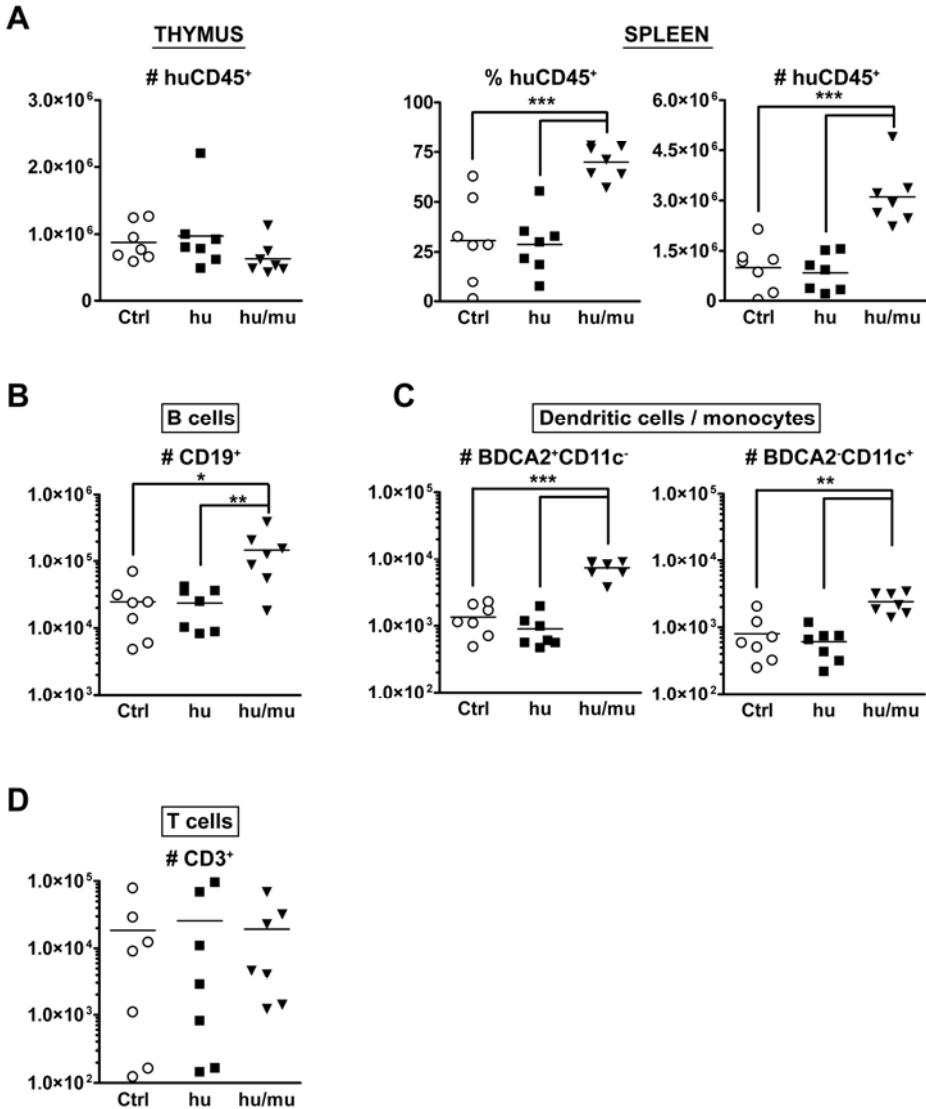 A
THYMUS
SPLEEN
# huCD45⁺
% huCD45⁺
# huCD45⁺
3.0×10⁶
2.0×10⁶
1.0×10⁶
0
Ctrl hu hu/mu
100
75
50
25
0
***
Ctrl hu hu/mu
6.0×10⁶
3.0×10⁶
1.5×10⁶
0
***
Ctrl hu hu/mu
B
B cells
# CD19⁺
1.0×10⁶
1.0×10⁵
1.0×10⁴
1.0×10³
*
**
Ctrl hu hu/mu
C
Dendritic cells / monocytes
# BDCA2⁺CD11c⁻
1.0×10⁵
1.0×10⁴
1.0×10³
1.0×10²
***
Ctrl hu hu/mu
# BDCA2⁻CD11c⁺
1.0×10⁵
1.0×10⁴
1.0×10³
1.0×10²
**
Ctrl hu hu/mu
D
T cells
# CD3⁺
1.0×10⁵
1.0×10⁴
1.0×10³
1.0×10²
Ctrl hu hu/mu